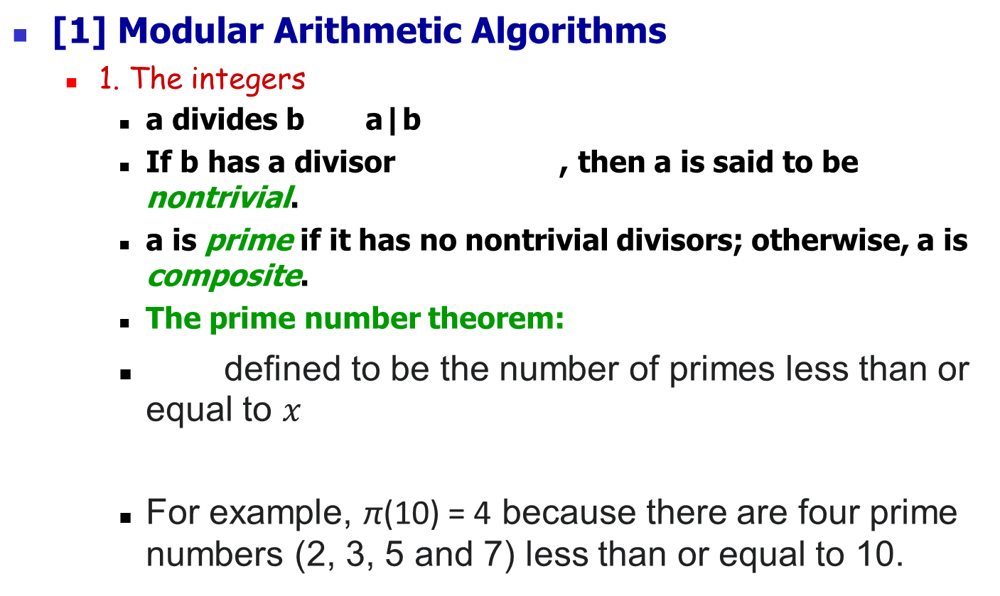 [1] Modular Arithmetic Algorithms
1. The integers
a divides b a|b
If b has a divisor , then a is said to be
nontrivial.
a is prime if it has no nontrivial divisors; otherwise, a is
composite.
The prime number theorem:
defined to be the number of primes less than or
equal to x
For example, π(10) = 4 because there are four prime
numbers (2, 3, 5 and 7) less than or equal to 10.